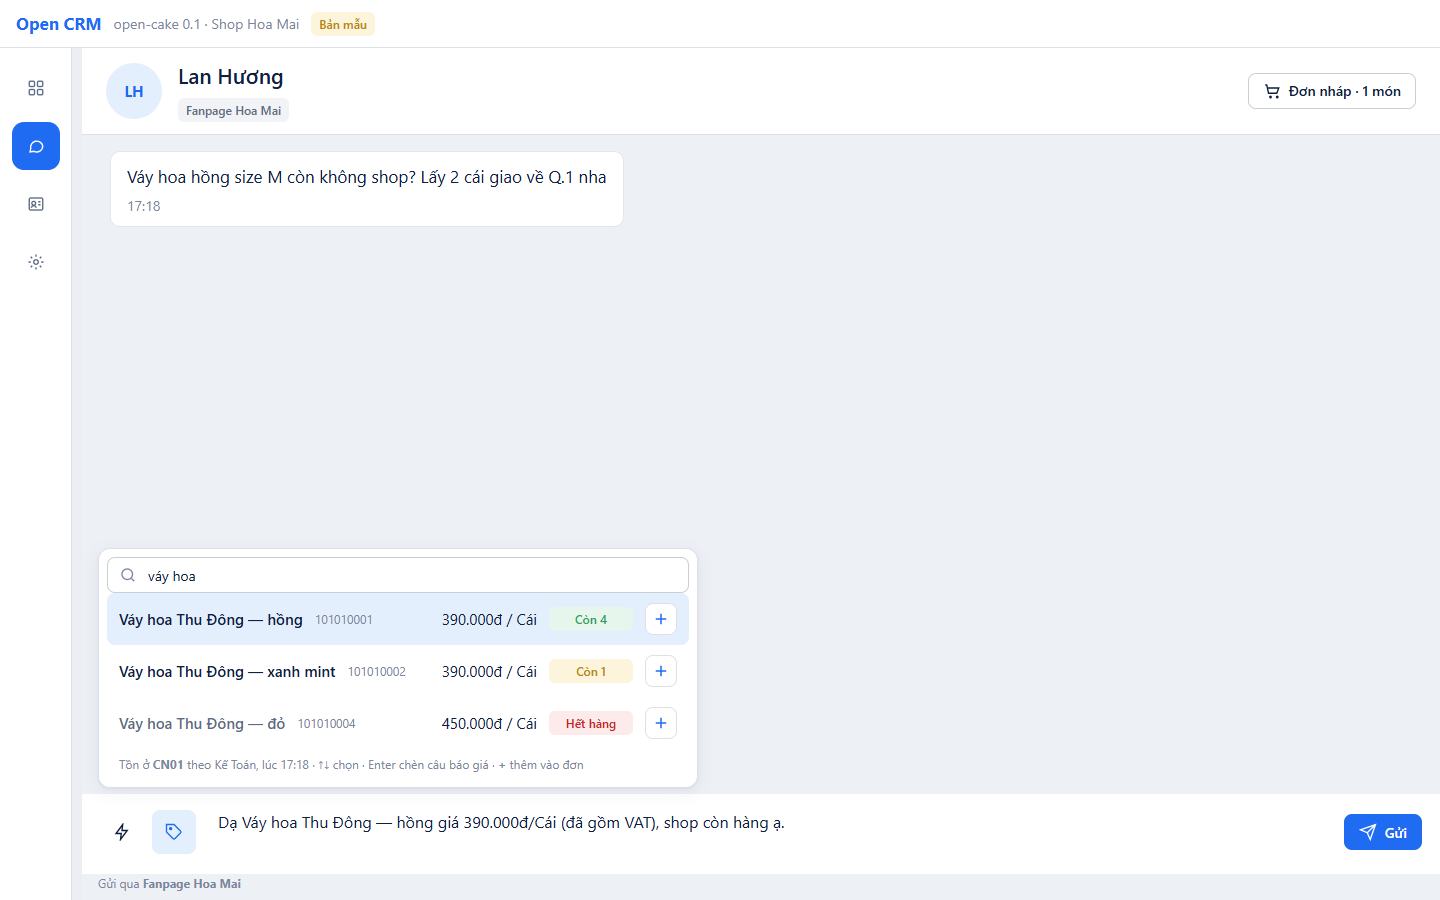 Open CRM open-cake 0.1 · Shop Hoa Mai Bản mẫu
LH
Lan Hương
Fanpage Hoa Mai
Đơn nháp · 1 món
Váy hoa hồng size M còn không shop? Lấy 2 cái giao về Q.1 nha
17:18
váy hoa
Váy hoa Thu Đông — hồng 101010001 390.000đ / Cái Còn 4 +
Váy hoa Thu Đông — xanh mint 101010002 390.000đ / Cái Còn 1 +
Váy hoa Thu Đông — đỏ 101010004 450.000đ / Cái Hết hàng +
Tồn ở CN01 theo Kế Toán, lúc 17:18 · ↑↓ chọn · Enter chèn câu báo giá · + thêm vào đơn
Dạ Váy hoa Thu Đông — hồng giá 390.000đ/Cái (đã gồm VAT), shop còn hàng ạ.
Gửi
Gửi qua Fanpage Hoa Mai